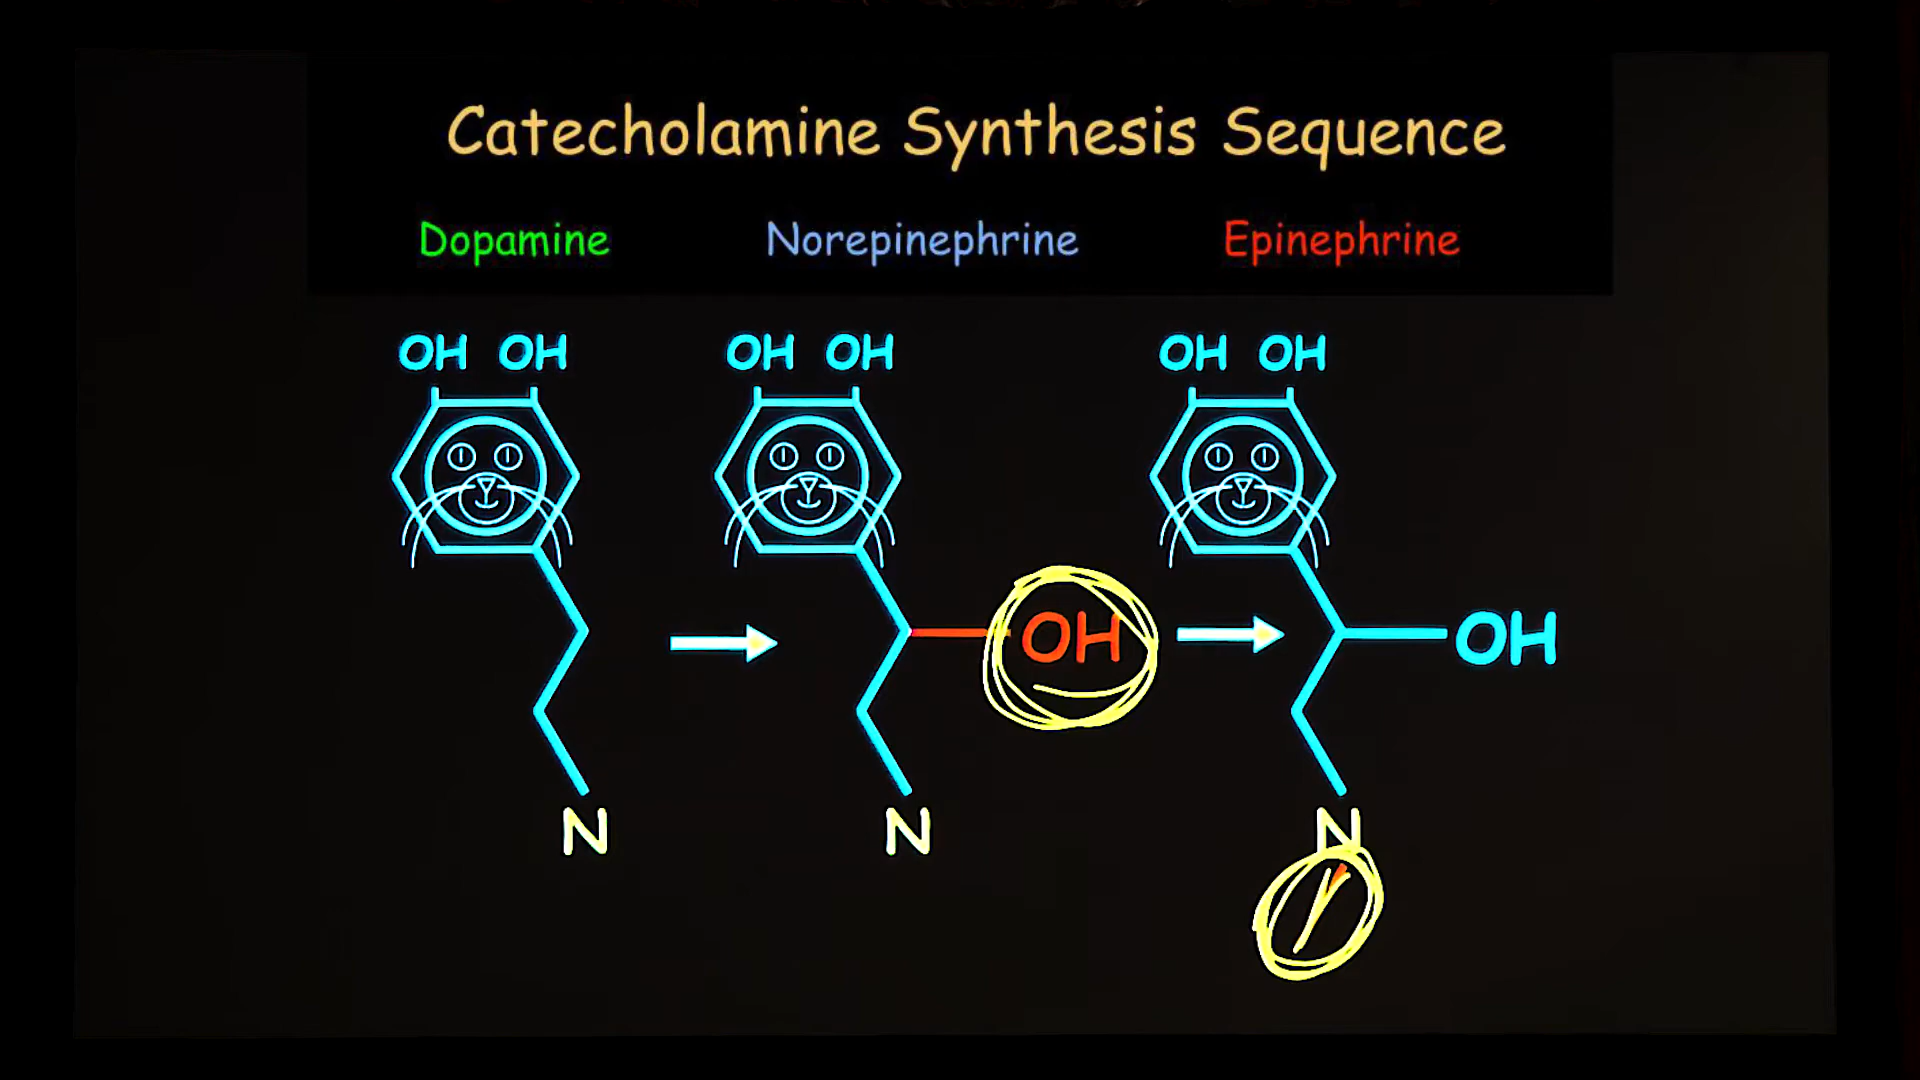 Catecholamine Synthesis Sequence
Dopamine Norepinephrine Epinephrine
OH OH OH OH OH OH
OH OH
N N N